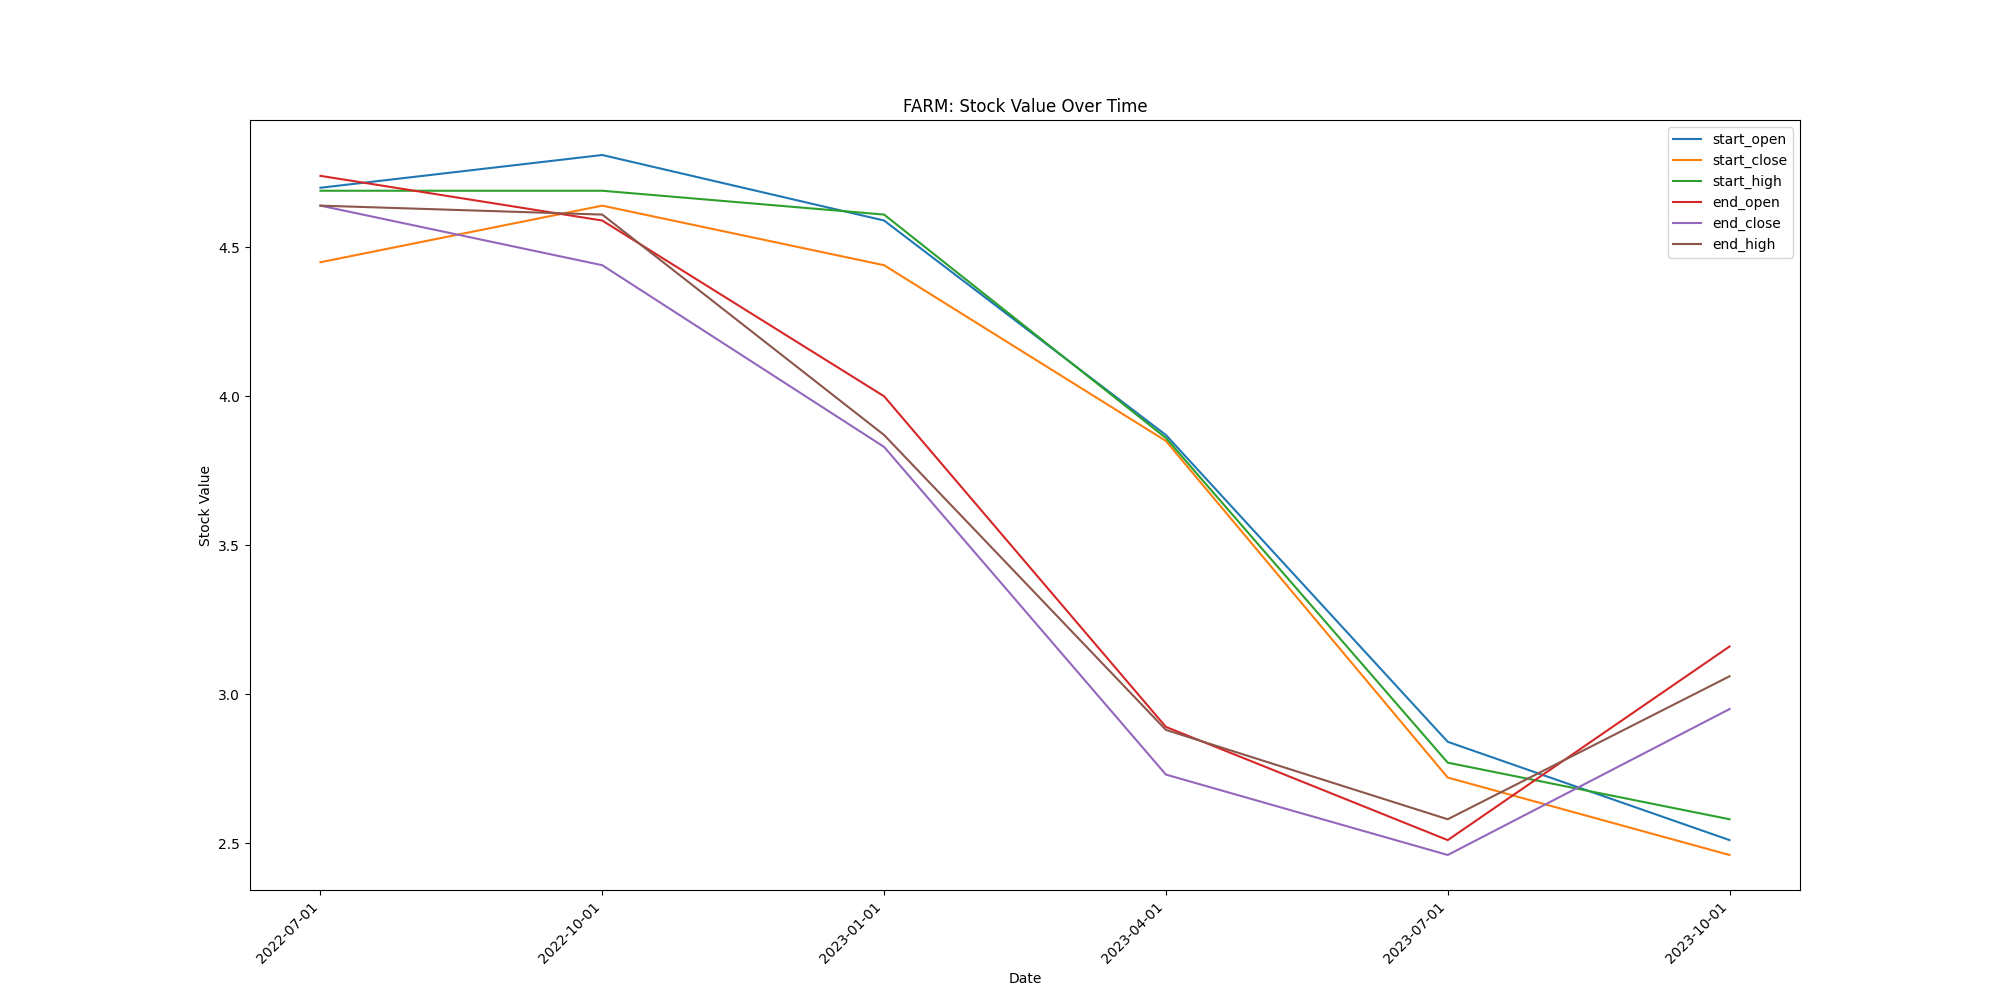 FARM: Stock Value Over Time
start_open
start_close
start_high
end_open
end_close
end_high
Stock Value
4.5
4.0
3.5
3.0
2.5
2022-07-01
2022-10-01
2023-01-01
2023-04-01
2023-07-01
2023-10-01
Date